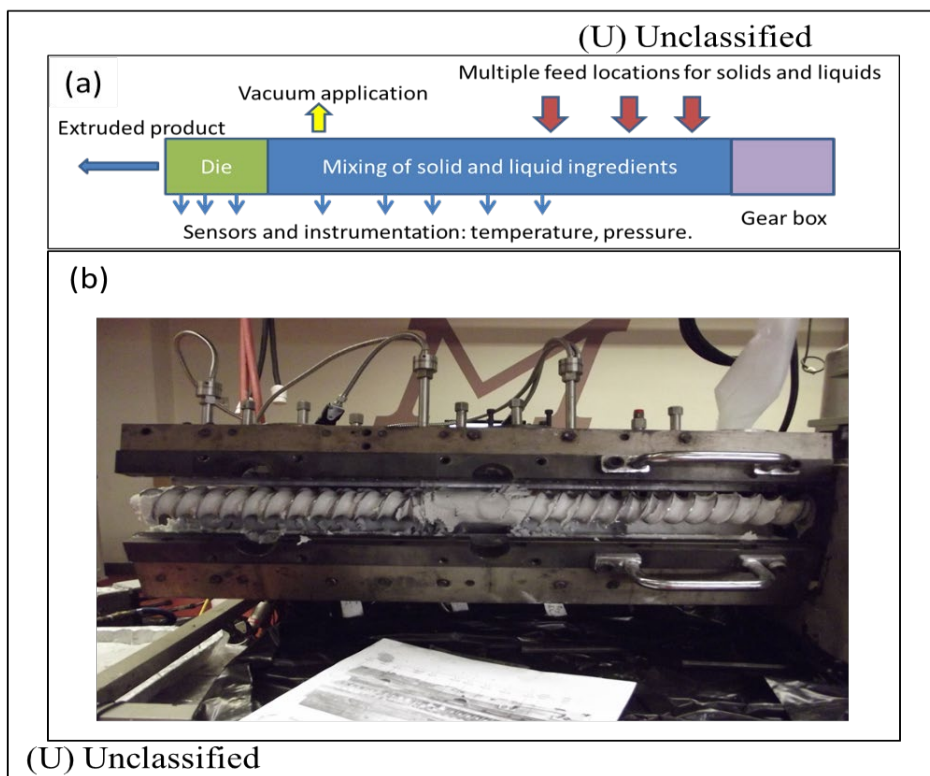 (U) Unclassified
(a)
Multiple feed locations for solids and liquids
Vacuum application
Extruded product
Die
Mixing of solid and liquid ingredients
Gear box
Sensors and instrumentation: temperature, pressure.
(b)
M
(U) Unclassified